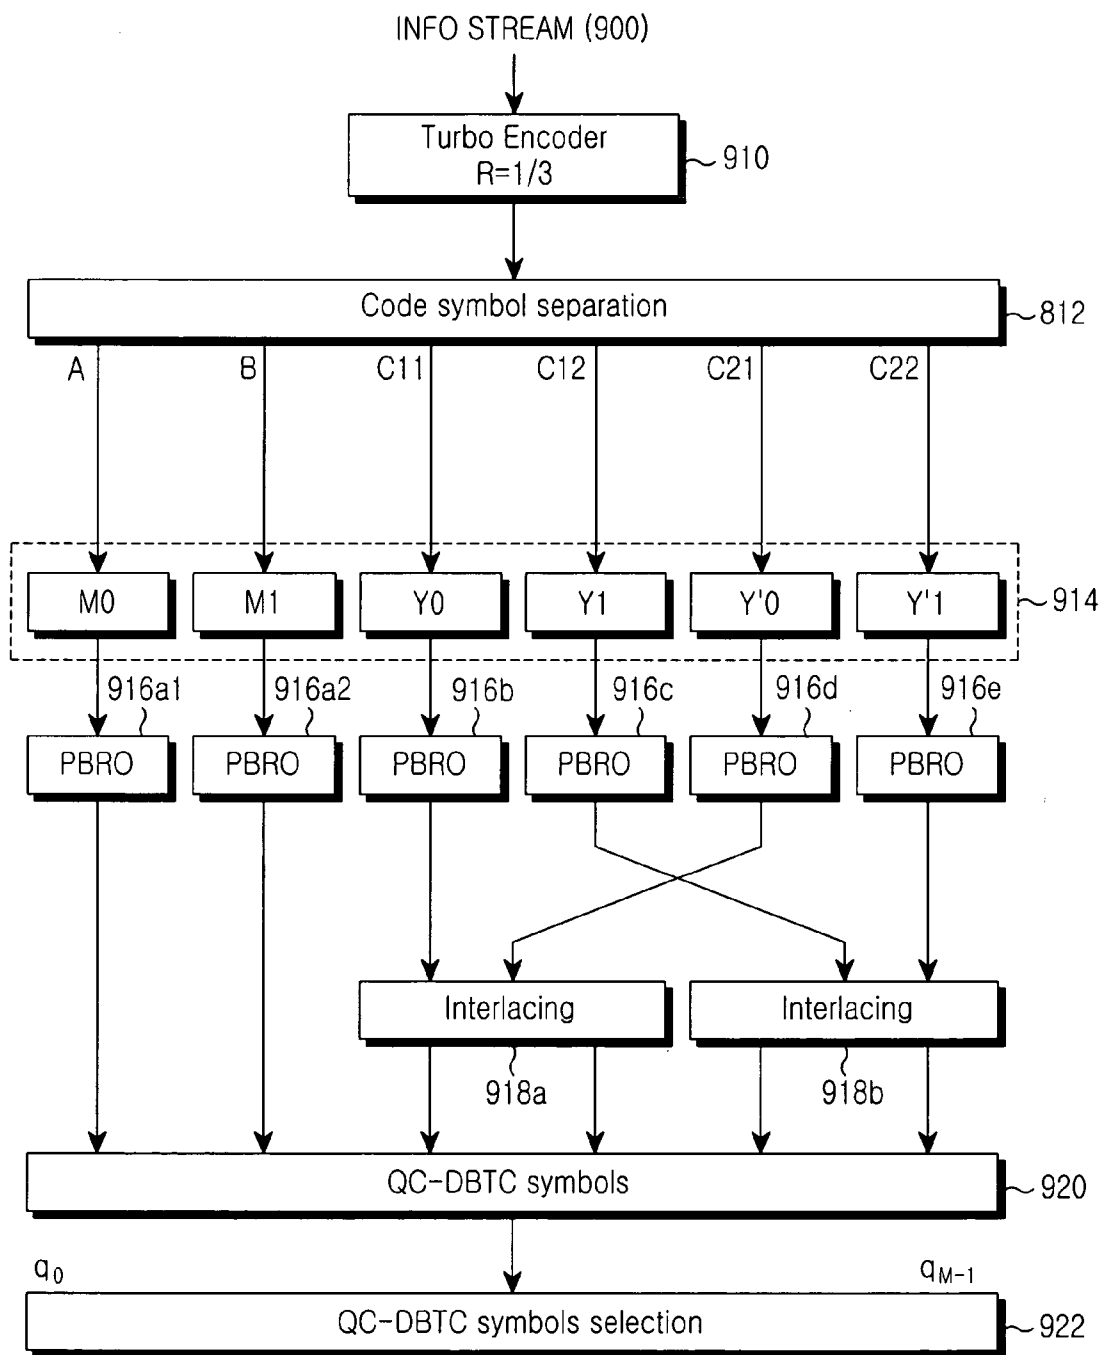 INFO STREAM (900)
Turbo Encoder
R=1/3
910
Code symbol separation
812
A
B
C11
C12
C21
C22
M0
M1
Y0
Y1
Y'0
Y'1
914
916a1
916a2
916b
916c
916d
916e
PBRO
PBRO
PBRO
PBRO
PBRO
PBRO
Interlacing
Interlacing
918a
918b
QC-DBTC symbols
920
q0
qM-1
QC-DBTC symbols selection
922